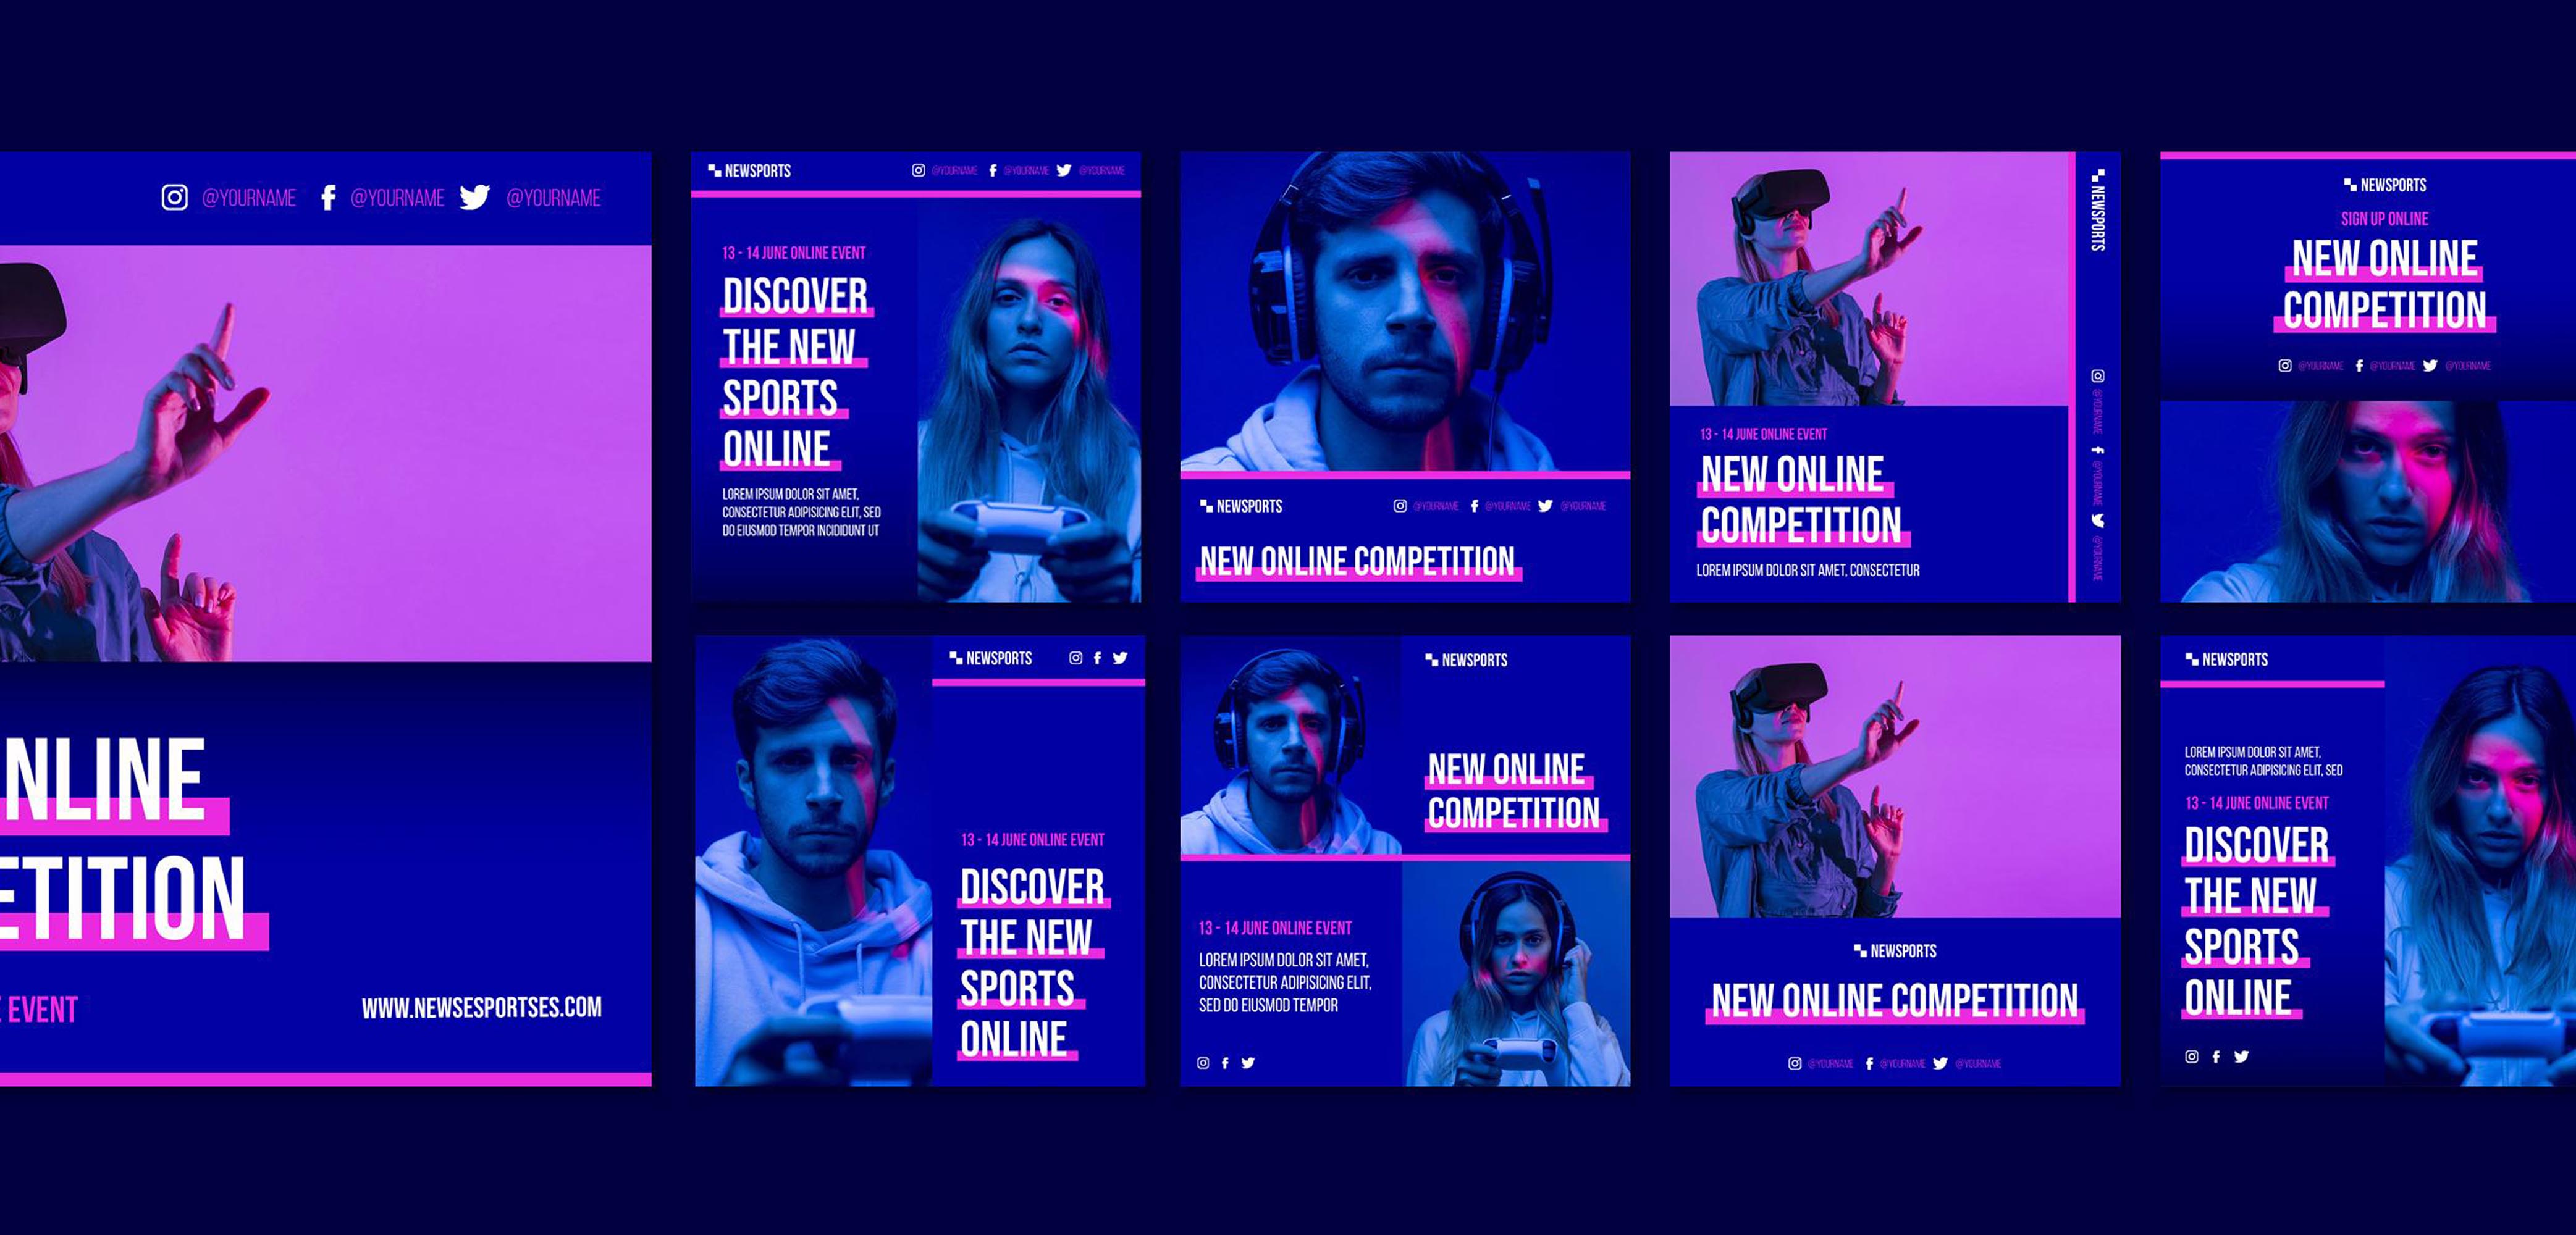 @YOURNAME @YOURNAME @YOURNAME
NLINE
ETITION
EVENT
WWW.NEWSESPORTSES.COM
NEWSPORTS
@YOURNAME @YOURNAME @YOURNAME
13 - 14 JUNE ONLINE EVENT
DISCOVER
THE NEW
SPORTS
ONLINE
LOREM IPSUM DOLOR SIT AMET,
CONSECTETUR ADIPISICING ELIT, SED
DO EIUSMOD TEMPOR INCIDIDUNT UT
NEWSPORTS
@YOURNAME @YOURNAME @YOURNAME
NEW ONLINE COMPETITION
13 - 14 JUNE ONLINE EVENT
NEW ONLINE
COMPETITION
LOREM IPSUM DOLOR SIT AMET, CONSECTETUR
NEWSPORTS
@YOURNAME @YOURNAME @YOURNAME
NEWSPORTS
SIGN UP ONLINE
NEW ONLINE
COMPETITION
@YOURNAME @YOURNAME @YOURNAME
NEWSPORTS
13 - 14 JUNE ONLINE EVENT
DISCOVER
THE NEW
SPORTS
ONLINE
NEWSPORTS
NEW ONLINE
COMPETITION
13 - 14 JUNE ONLINE EVENT
LOREM IPSUM DOLOR SIT AMET,
CONSECTETUR ADIPISICING ELIT,
SED DO EIUSMOD TEMPOR
NEWSPORTS
NEW ONLINE COMPETITION
@YOURNAME @YOURNAME @YOURNAME
NEWSPORTS
LOREM IPSUM DOLOR SIT AMET,
CONSECTETUR ADIPISICING ELIT, SED
13 - 14 JUNE ONLINE EVENT
DISCOVER
THE NEW
SPORTS
ONLINE